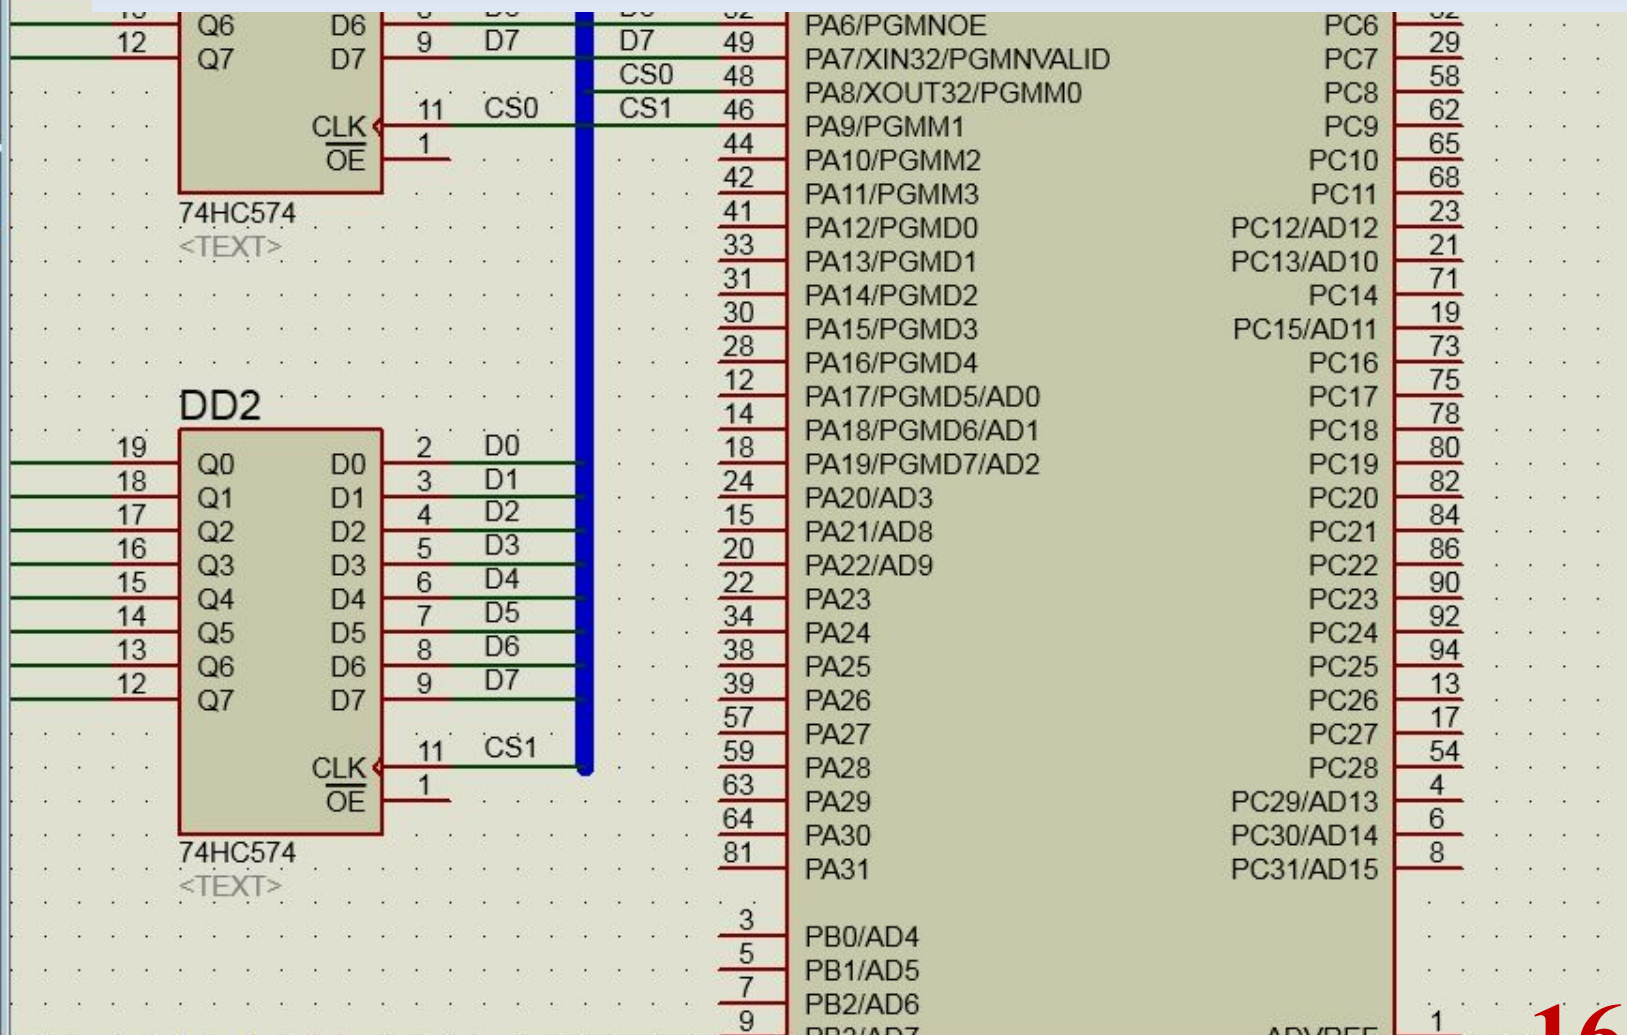 Q6 D6
12 Q7 D7 9 D7
CLK 11 CS0
OE 1
74HC574
<TEXT>
DD2
19 Q0 D0 2 D0
18 Q1 D1 3 D1
17 Q2 D2 4 D2
16 Q3 D3 5 D3
15 Q4 D4 6 D4
14 Q5 D5 7 D5
13 Q6 D6 8 D6
12 Q7 D7 9 D7
CLK 11 CS1
OE 1
74HC574
<TEXT>
PA6/PGMNOE
D7 49 PA7/XIN32/PGMNVALID
CS0 48 PA8/XOUT32/PGMM0
CS1 46 PA9/PGMM1
44 PA10/PGMM2
42 PA11/PGMM3
41 PA12/PGMD0
33 PA13/PGMD1
31 PA14/PGMD2
30 PA15/PGMD3
28 PA16/PGMD4
12 PA17/PGMD5/AD0
14 PA18/PGMD6/AD1
18 PA19/PGMD7/AD2
24 PA20/AD3
15 PA21/AD8
20 PA22/AD9
22 PA23
34 PA24
38 PA25
39 PA26
57 PA27
59 PA28
63 PA29
64 PA30
81 PA31
3 PB0/AD4
5 PB1/AD5
7 PB2/AD6
9 PB3/AD7
PC6
PC7 29
PC8 58
PC9 62
PC10 65
PC11 68
PC12/AD12 23
PC13/AD10 21
PC14 71
PC15/AD11 19
PC16 73
PC17 75
PC18 78
PC19 80
PC20 82
PC21 84
PC22 86
PC23 90
PC24 92
PC25 94
PC26 13
PC27 17
PC28 54
PC29/AD13 4
PC30/AD14 6
PC31/AD15 8
ADVREF 1
16